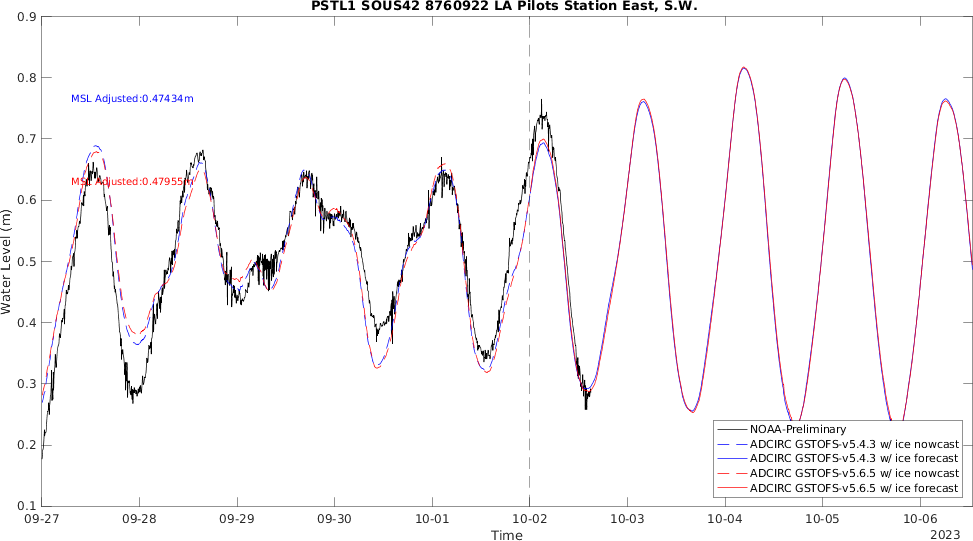 PSTL1 SOUS42 8760922 LA Pilots Station East, S.W.
0.9
0.8
0.7
0.6
0.5
0.4
0.3
0.2
0.1
Water Level (m)
MSL Adjusted:0.47434m
MSL Adjusted:0.47955m
NOAA-Preliminary
ADCIRC GSTOFS-v5.4.3 w/ ice nowcast
ADCIRC GSTOFS-v5.4.3 w/ ice forecast
ADCIRC GSTOFS-v5.6.5 w/ ice nowcast
ADCIRC GSTOFS-v5.6.5 w/ ice forecast
09-27 09-28 09-29 09-30 10-01 10-02 10-03 10-04 10-05 10-06
Time
2023